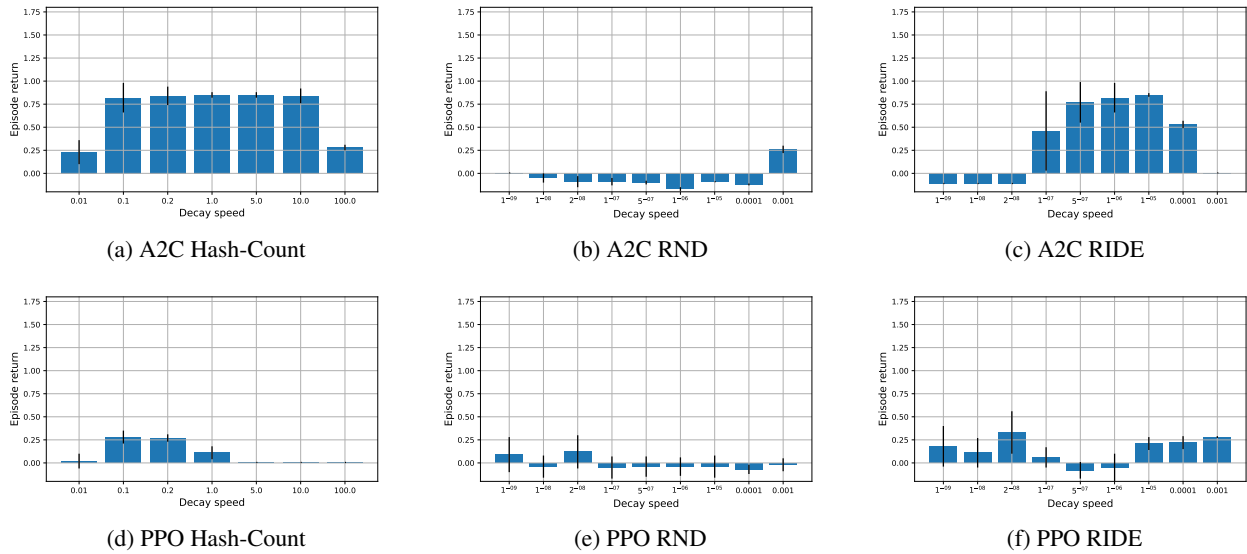 1.75
1.50
1.25
1.00
0.75
0.50
0.25
0.00
Episode return
0.01 0.1 0.2 1.0 5.0 10.0 100.0
Decay speed
(a) A2C Hash-Count
1.75
1.50
1.25
1.00
0.75
0.50
0.25
0.00
Episode return
1⁻⁰⁹ 1⁻⁰⁸ 2⁻⁰⁸ 1⁻⁰⁷ 5⁻⁰⁷ 1⁻⁰⁶ 1⁻⁰⁵ 0.0001 0.001
Decay speed
(b) A2C RND
1.75
1.50
1.25
1.00
0.75
0.50
0.25
0.00
Episode return
1⁻⁰⁹ 1⁻⁰⁸ 2⁻⁰⁸ 1⁻⁰⁷ 5⁻⁰⁷ 1⁻⁰⁶ 1⁻⁰⁵ 0.0001 0.001
Decay speed
(c) A2C RIDE
1.75
1.50
1.25
1.00
0.75
0.50
0.25
0.00
Episode return
0.01 0.1 0.2 1.0 5.0 10.0 100.0
Decay speed
(d) PPO Hash-Count
1.75
1.50
1.25
1.00
0.75
0.50
0.25
0.00
Episode return
1⁻⁰⁹ 1⁻⁰⁸ 2⁻⁰⁸ 1⁻⁰⁷ 5⁻⁰⁷ 1⁻⁰⁶ 1⁻⁰⁵ 0.0001 0.001
Decay speed
(e) PPO RND
1.75
1.50
1.25
1.00
0.75
0.50
0.25
0.00
Episode return
1⁻⁰⁹ 1⁻⁰⁸ 2⁻⁰⁸ 1⁻⁰⁷ 5⁻⁰⁷ 1⁻⁰⁶ 1⁻⁰⁵ 0.0001 0.001
Decay speed
(f) PPO RIDE